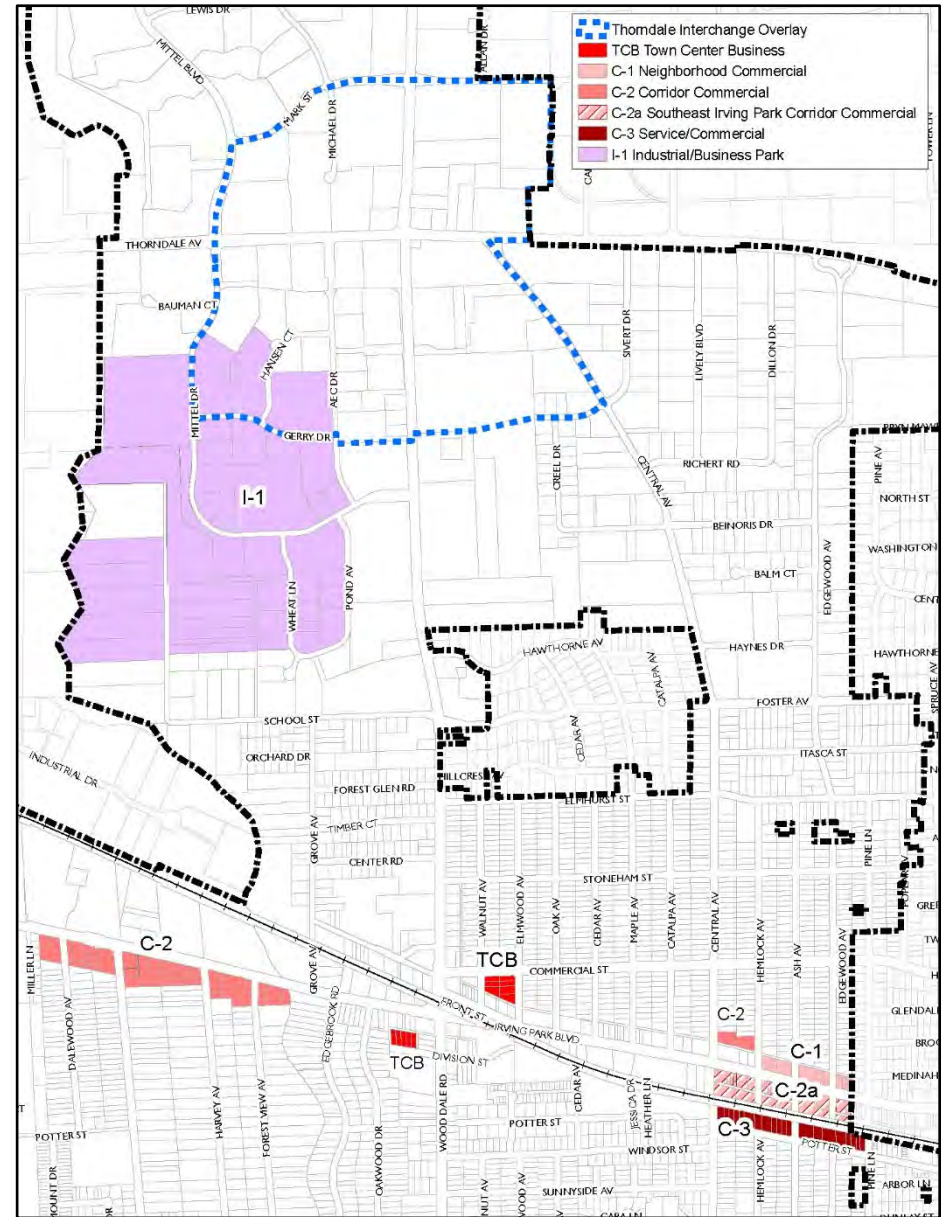 LEWIS DR
MITTEL BLVD
ALLAN DR
Thorndale Interchange Overlay
TCB Town Center Business
C-1 Neighborhood Commercial
C-2 Corridor Commercial
C-2a Southeast Irving Park Corridor Commercial
C-3 Service/Commercial
I-1 Industrial/Business Park
MARK ST
MICHAEL DR
THORNDALE AV
BAUMAN CT
HANSEN CT
AEC DR
SIVERT DR
LIVELY BLVD
DILLON DR
MITTEL DR
GERRY DR
CREEL DR
CENTRAL AV
RICHERT RD
PINE AV
NORTH ST
I-1
BEINORIS DR
WASHINGTON
BALM CT
EDGEWOOD AV
WHEAT LN
POND AV
HAWTHORNE AV
CATALPA AV
HAYNES DR
HAWTHORNE
SPRUCE AV
SCHOOL ST
FOSTER AV
CEDAR AV
ORCHARD DR
ITASCA ST
INDUSTRIAL DR
FOREST GLEN RD
ELMHURST ST
TIMBER CT
GROVE AV
CENTER RD
PINE LN
STONEHAM ST
WALNUT AV
ELMWOOD AV
OAK AV
CEDAR AV
MAPLE AV
CATALPA AV
CENTRAL AV
HEMLOCK AV
ASH AV
EDGEWOOD AV
C-2
TCB
COMMERCIAL ST
MILLER LN
DALEWOOD AV
GROVE AV
EDGEBROOK RD
FRONT ST
IRVING PARK BLVD
C-2
C-1
TCB
DIVISION ST
MEDINAH
C-2a
HARVEY AV
FOREST VIEW AV
OAKWOOD DR
WOOD DALE RD
CEDAR AV
JESSICA DR
HEATHER LN
C-3
POTTER ST
POTTER ST
POTTER ST
WINDSOR ST
HEMLOCK AV
PINE LN
ARBOR LN
SUNNYSIDE AV